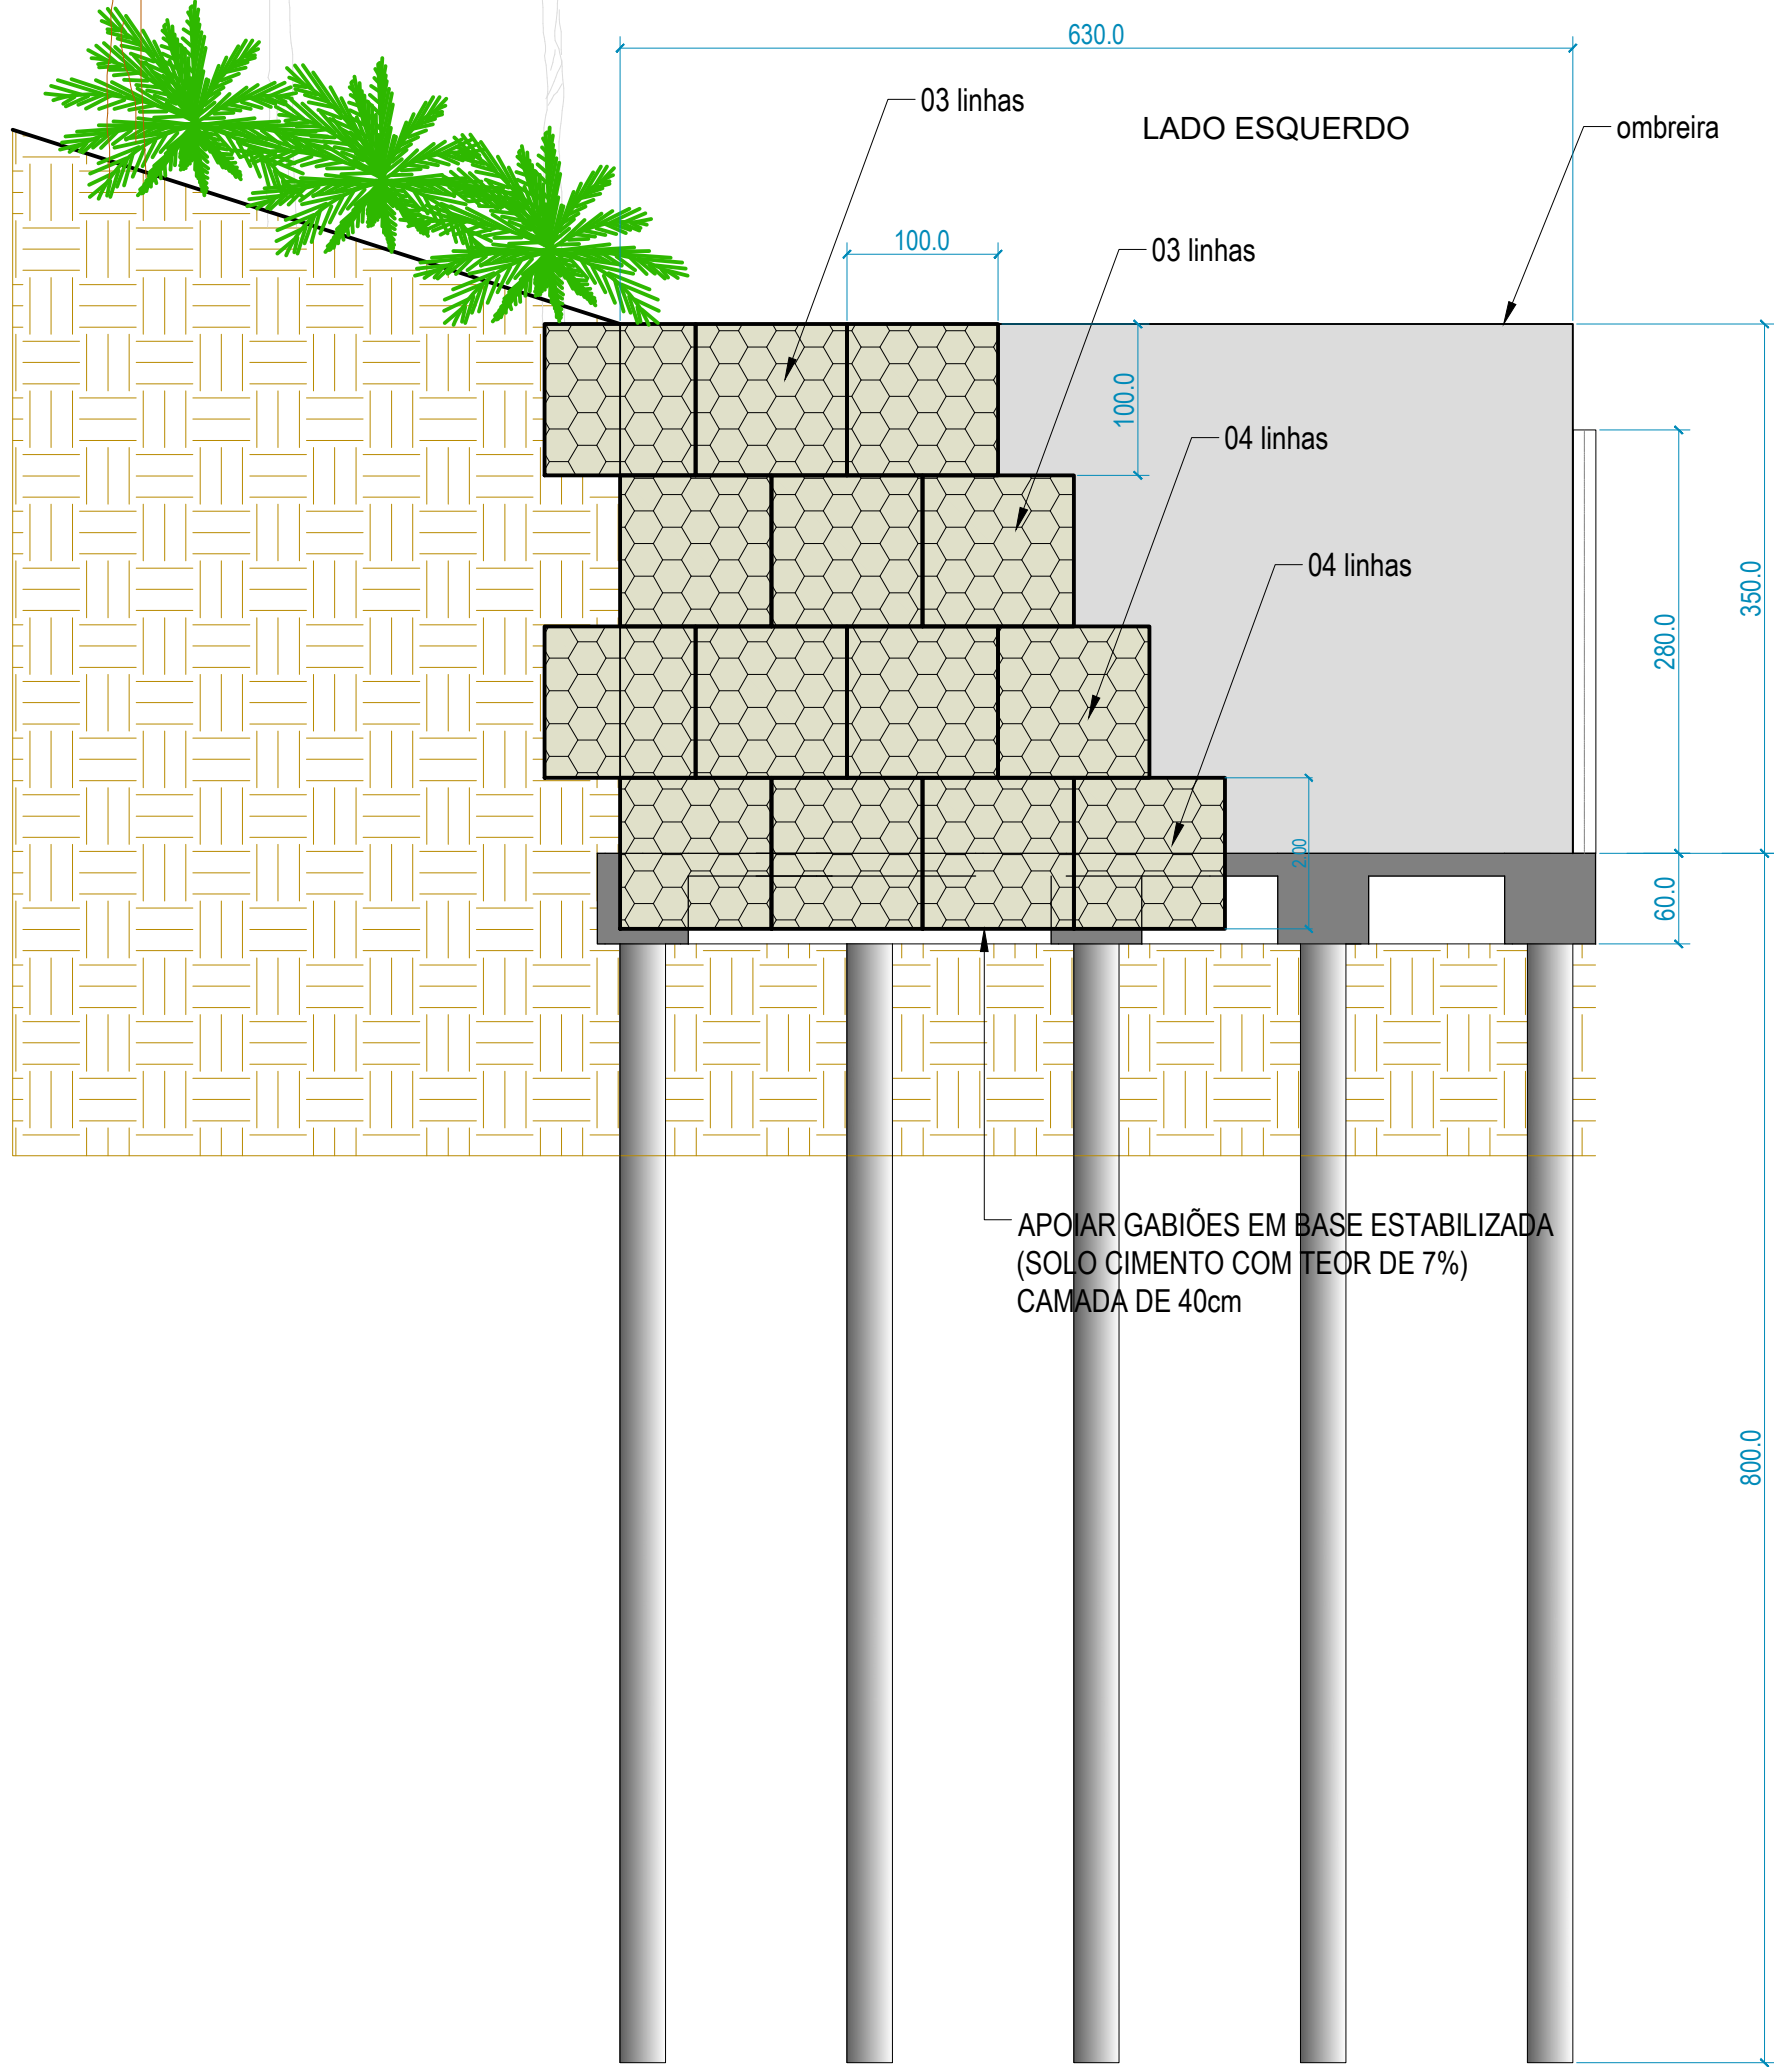 630.0
03 linhas
LADO ESQUERDO
ombreira
100.0
03 linhas
100.0
04 linhas
04 linhas
350.0
280.0
2.00
60.0
APOIAR GABIÕES EM BASE ESTABILIZADA
(SOLO CIMENTO COM TEOR DE 7%)
CAMADA DE 40cm
800.0